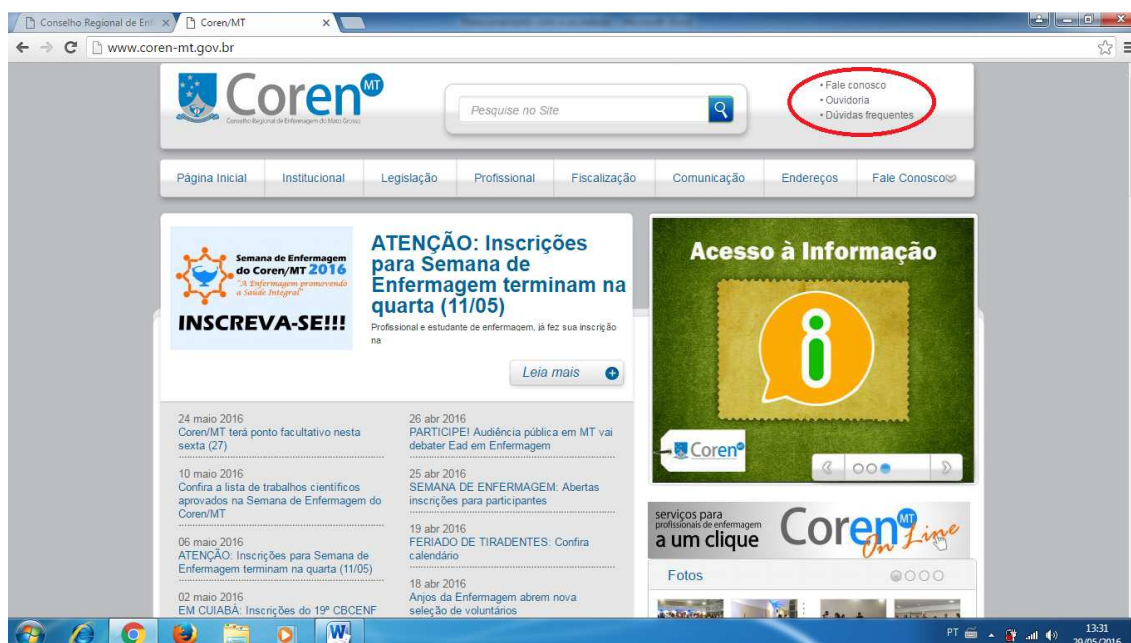 Conselho Regional de Enf
Coren/MT
www.coren-mt.gov.br
Coren MT
Conselho Regional de Enfermagem do Mato Grosso
Pesquise no Site
• Fale conosco
• Ouvidoria
• Dúvidas frequentes
Página Inicial
Institucional
Legislação
Profissional
Fiscalização
Comunicação
Endereços
Fale Conosco
Semana de Enfermagem
do Coren/MT 2016
"A Enfermagem promovendo
a Saúde Integral"
INSCREVA-SE!!!
ATENÇÃO: Inscrições
para Semana de
Enfermagem terminam na
quarta (11/05)
Profissional e estudante de enfermagem, já fez sua inscrição
na
Leia mais
Acesso à Informação
Coren
24 maio 2016
Coren/MT terá ponto facultativo nesta
sexta (27)
10 maio 2016
Confira a lista de trabalhos científicos
aprovados na Semana de Enfermagem do
Coren/MT
06 maio 2016
ATENÇÃO: Inscrições para Semana de
Enfermagem terminam na quarta (11/05)
02 maio 2016
EM CUIABÁ: Inscrições do 19º CBCENF
26 abr 2016
PARTICIPE! Audiência pública em MT vai
debater Ead em Enfermagem
25 abr 2016
SEMANA DE ENFERMAGEM: Abertas
inscrições para participantes
19 abr 2016
FERIADO DE TIRADENTES: Confira
calendário
18 abr 2016
Anjos da Enfermagem abrem nova
seleção de voluntários
serviços para
profissionais de enfermagem
a um clique
Coren MT
On Line
Fotos
PT
13:31
29/05/2016